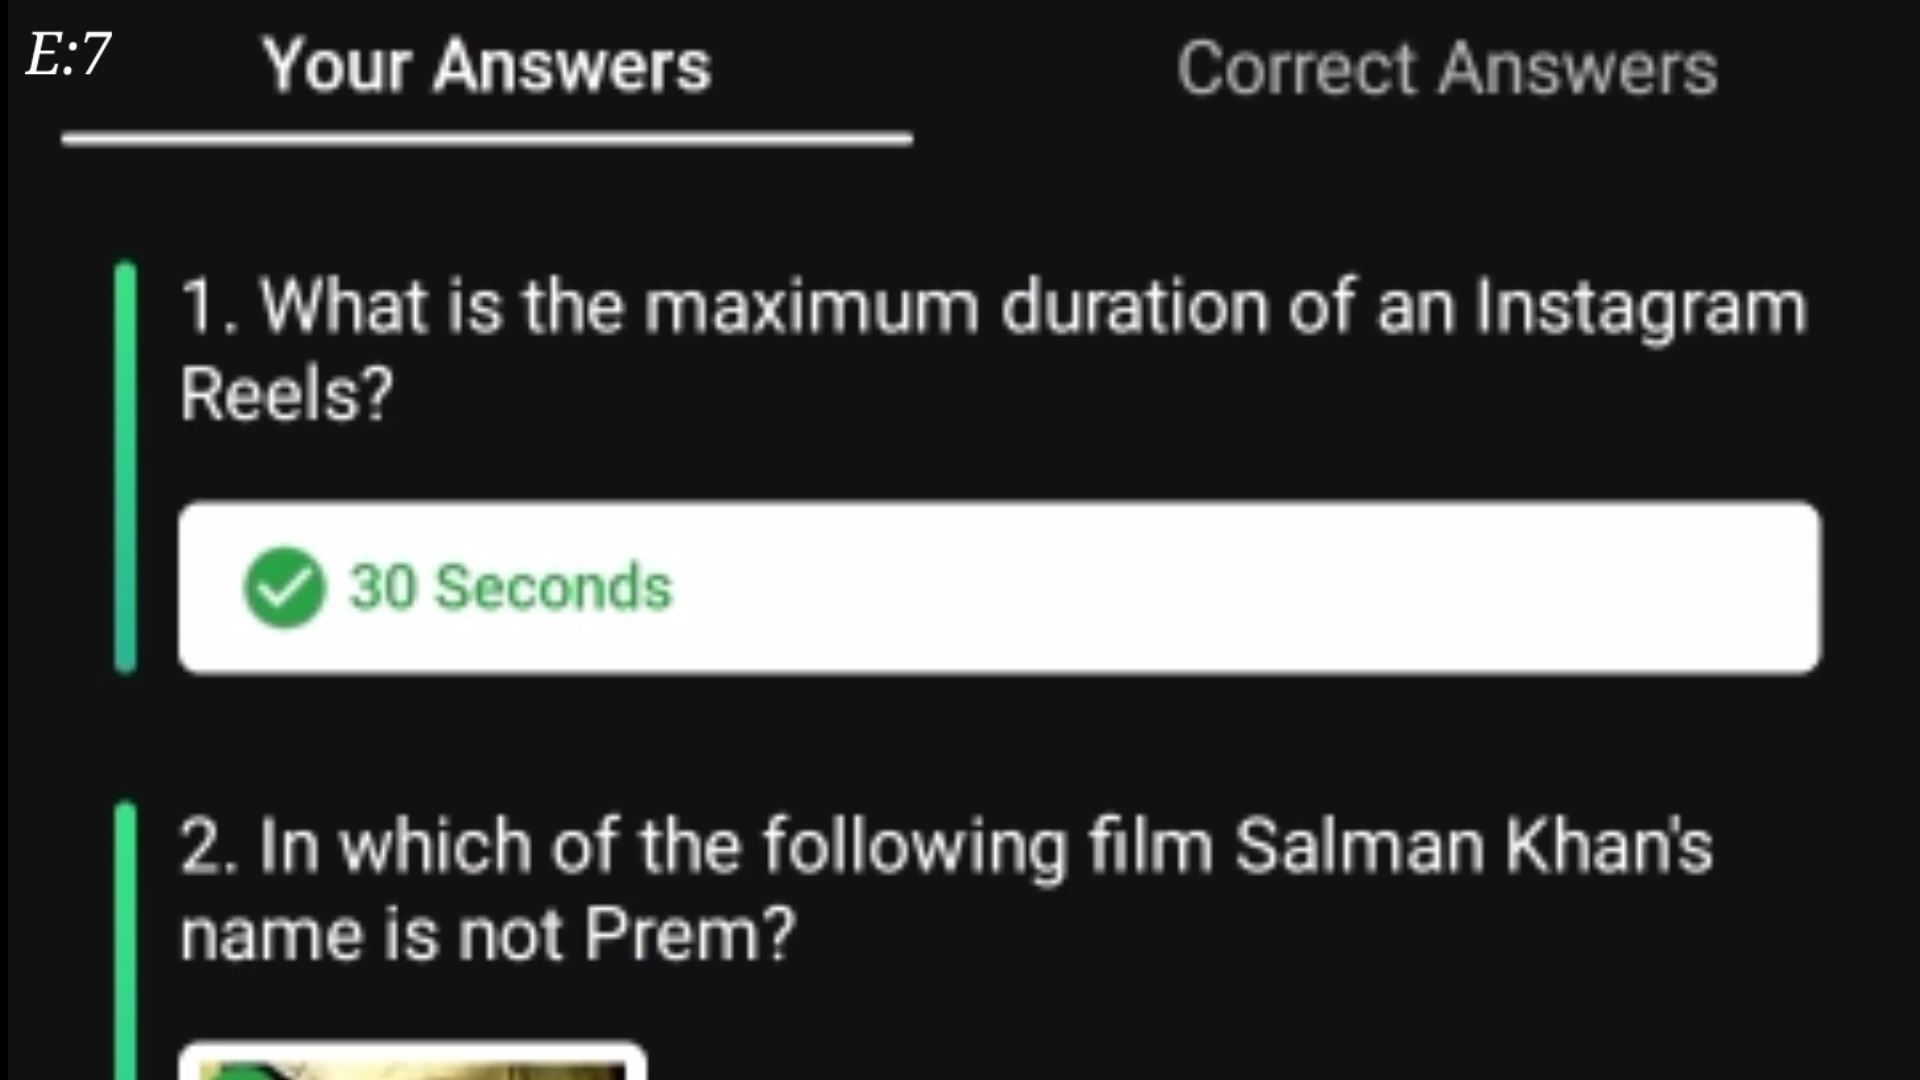 E:7
Your Answers
Correct Answers
1. What is the maximum duration of an Instagram
Reels?
30 Seconds
2. In which of the following film Salman Khan's
name is not Prem?